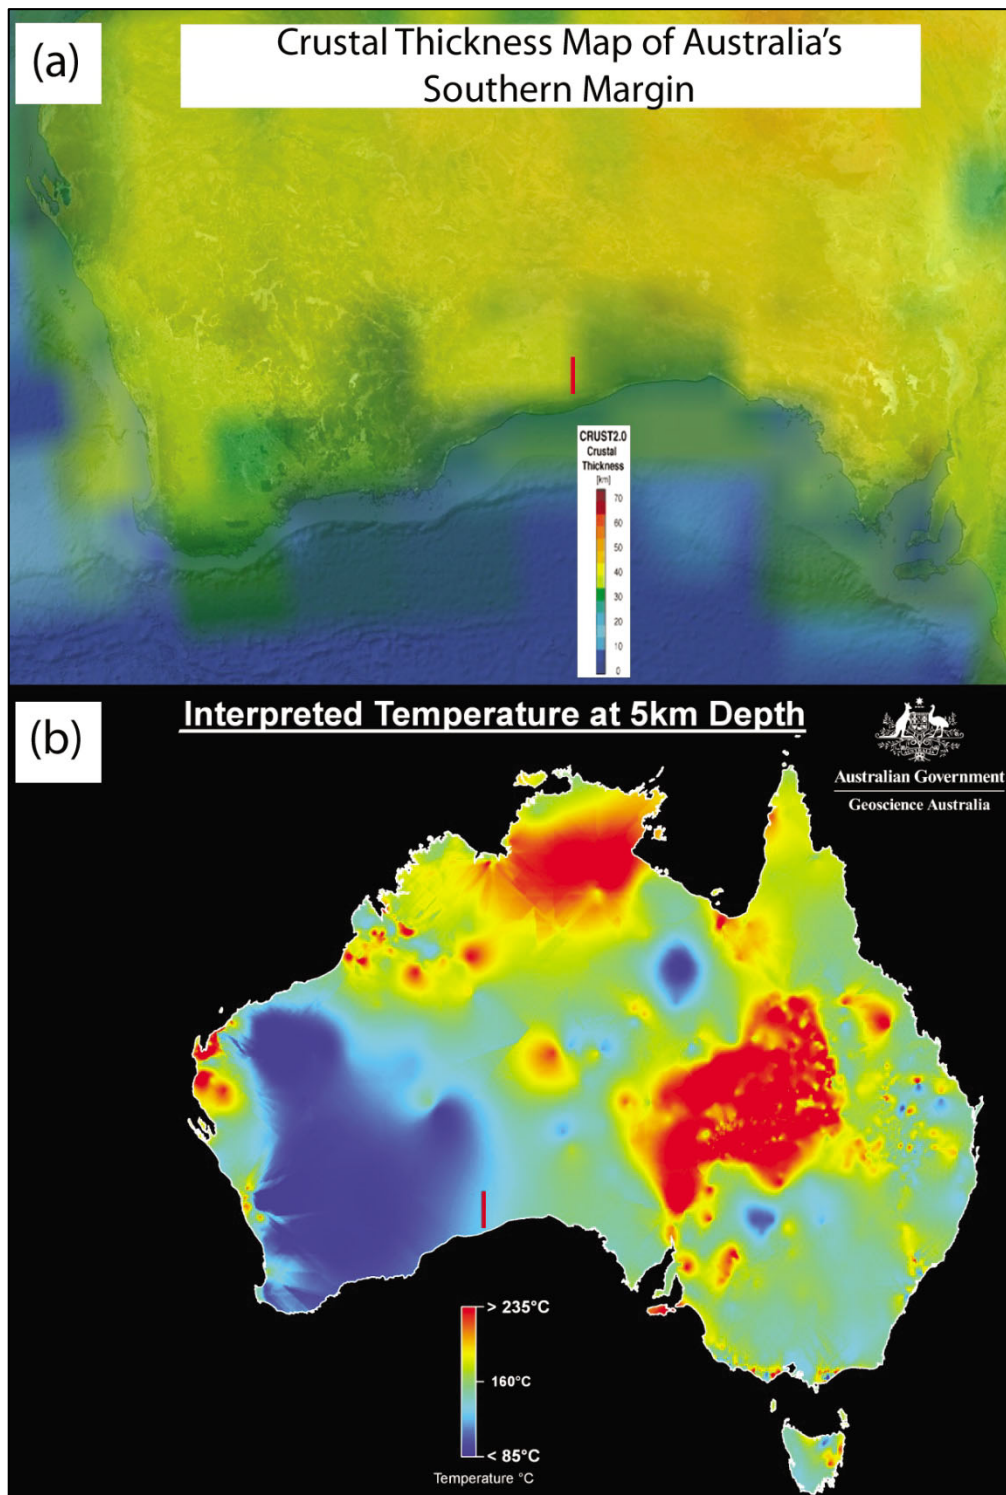 (a)
Crustal Thickness Map of Australia's
Southern Margin
CRUST2.0
Crustal
Thickness
[km]
70
60
50
40
30
20
10
0
(b)
Interpreted Temperature at 5km Depth
Australian Government
Geoscience Australia
> 235°C
160°C
< 85°C
Temperature °C